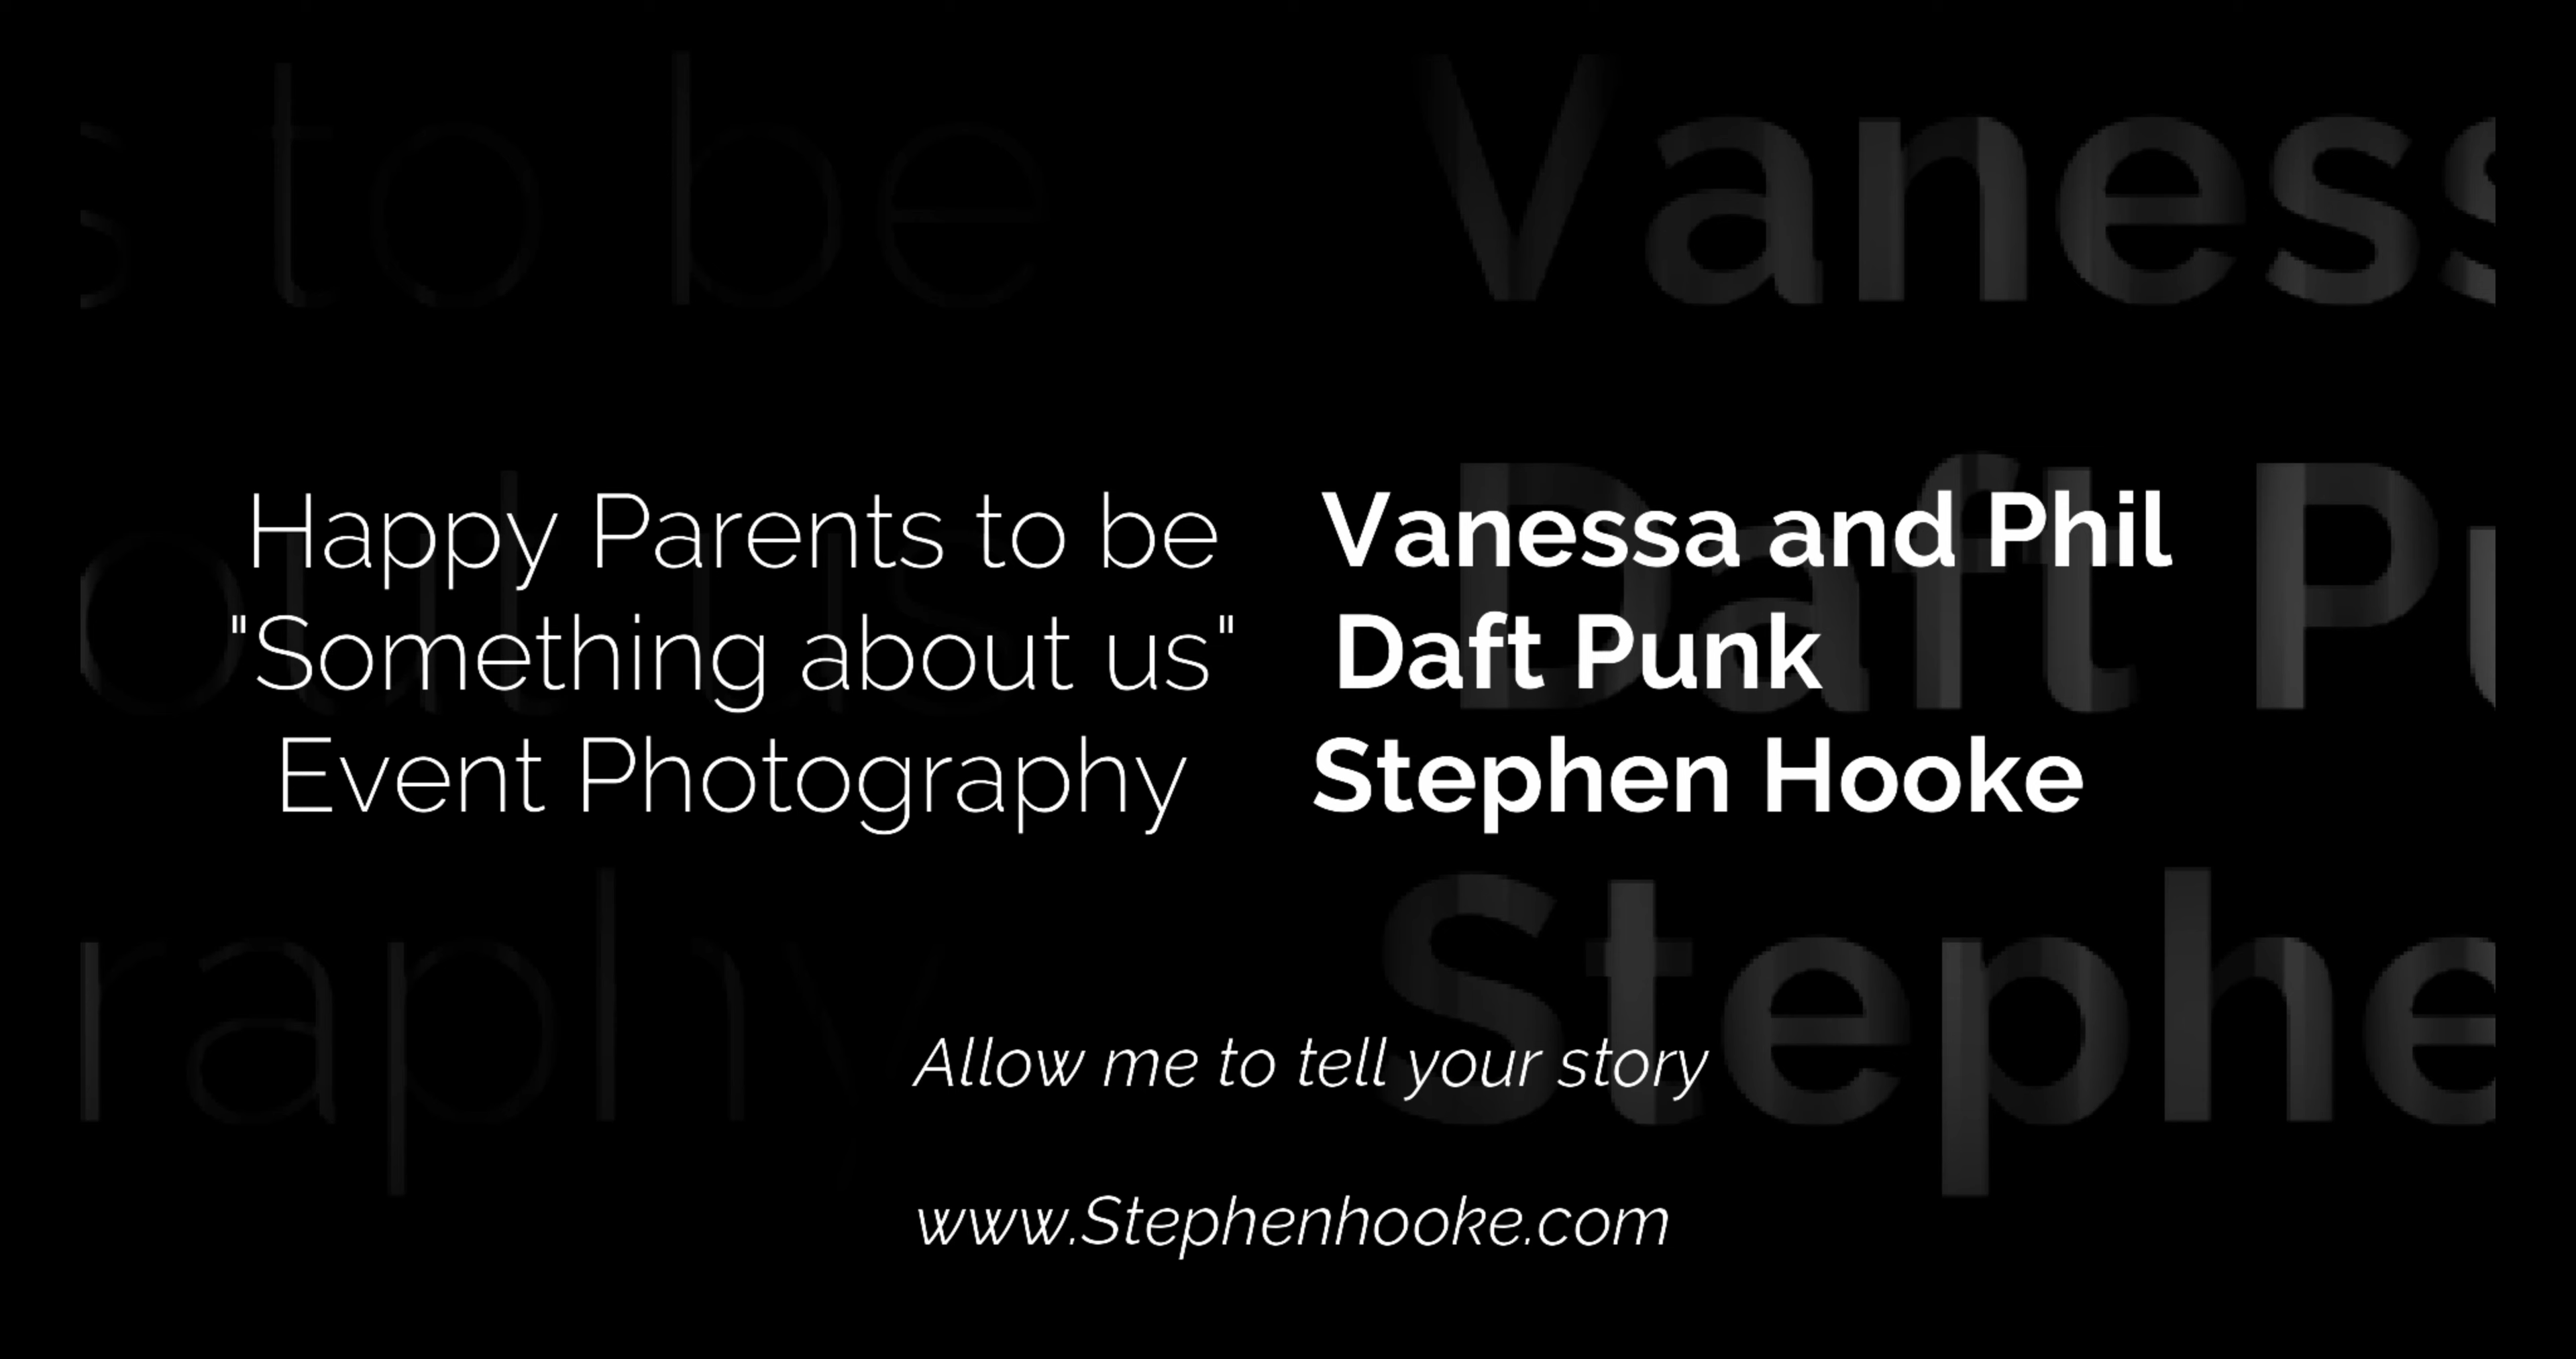 Happy Parents to be Vanessa and Phil
"Something about us" Daft Punk
Event Photography Stephen Hooke
Allow me to tell your story
www.Stephenhooke.com